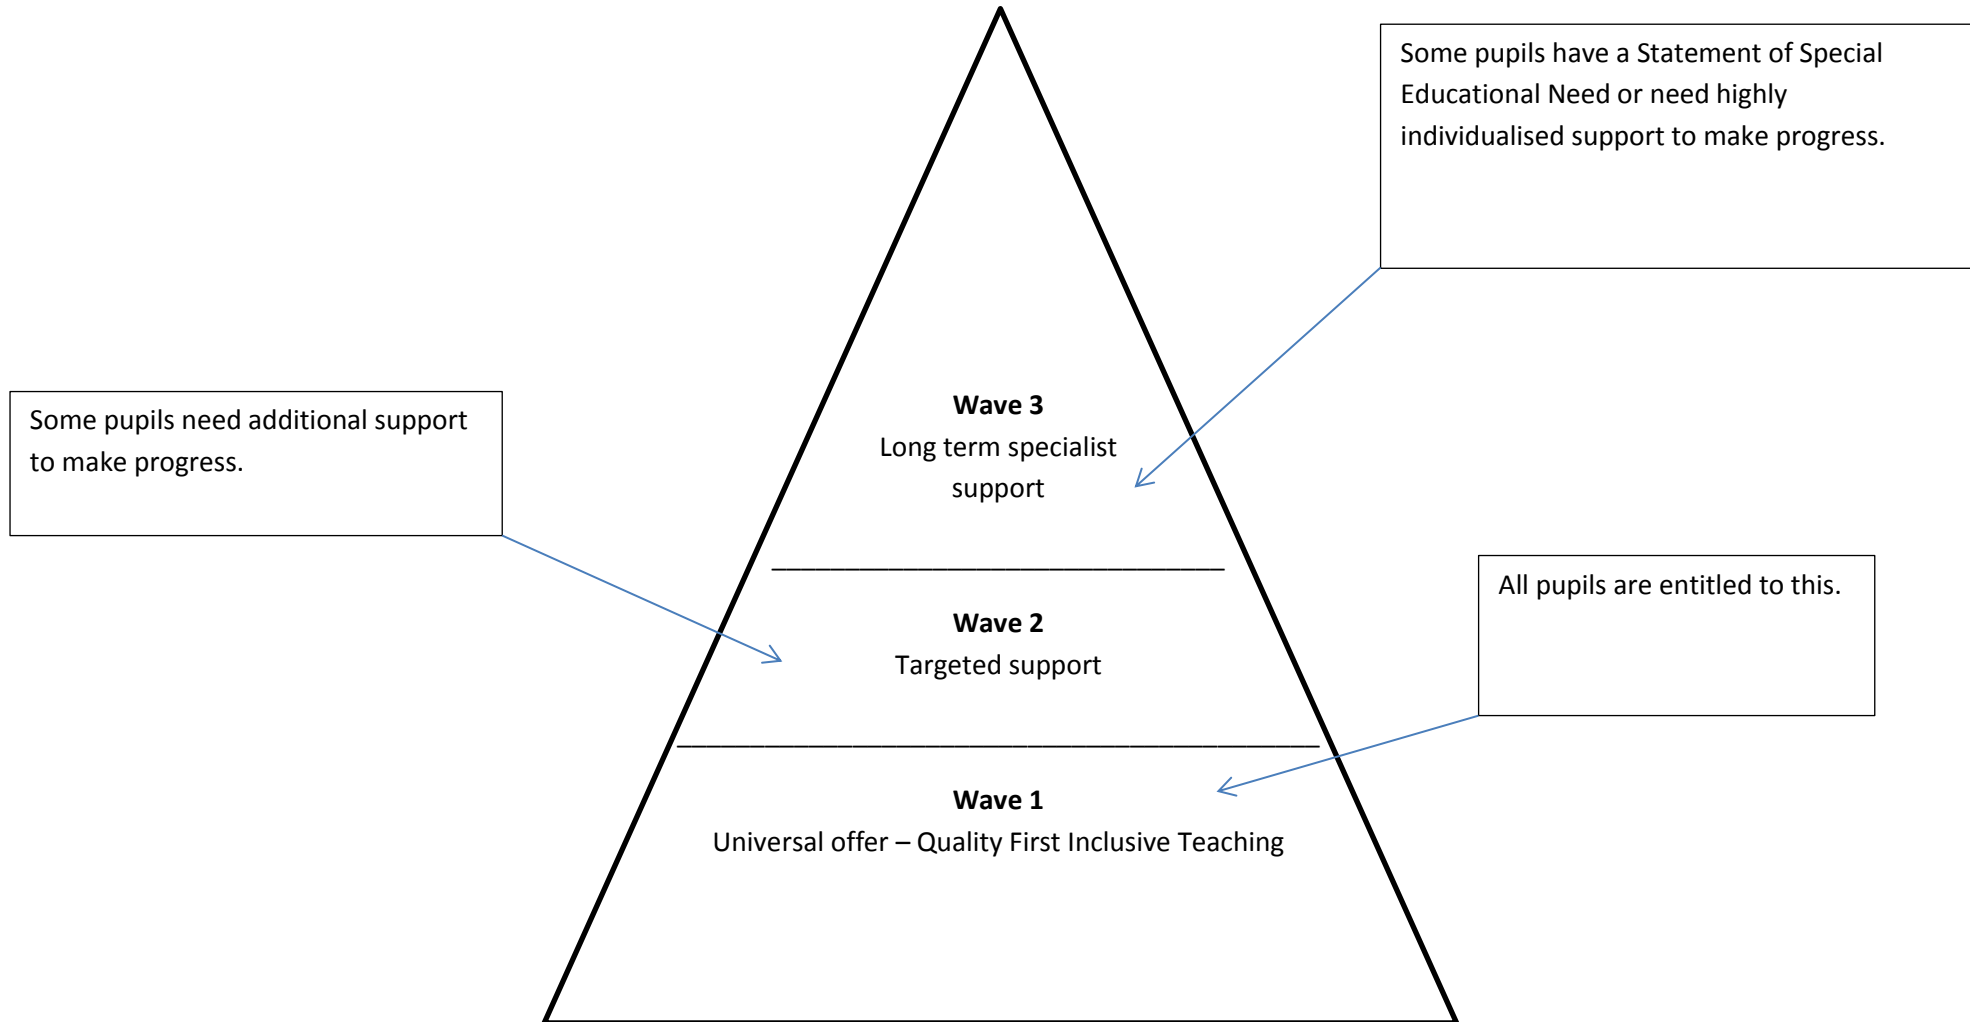 Some pupils have a Statement of Special
Educational Need or need highly
individualised support to make progress.
Some pupils need additional support
to make progress.
Wave 3
Long term specialist
support
All pupils are entitled to this.
Wave 2
Targeted support
Wave 1
Universal offer – Quality First Inclusive Teaching